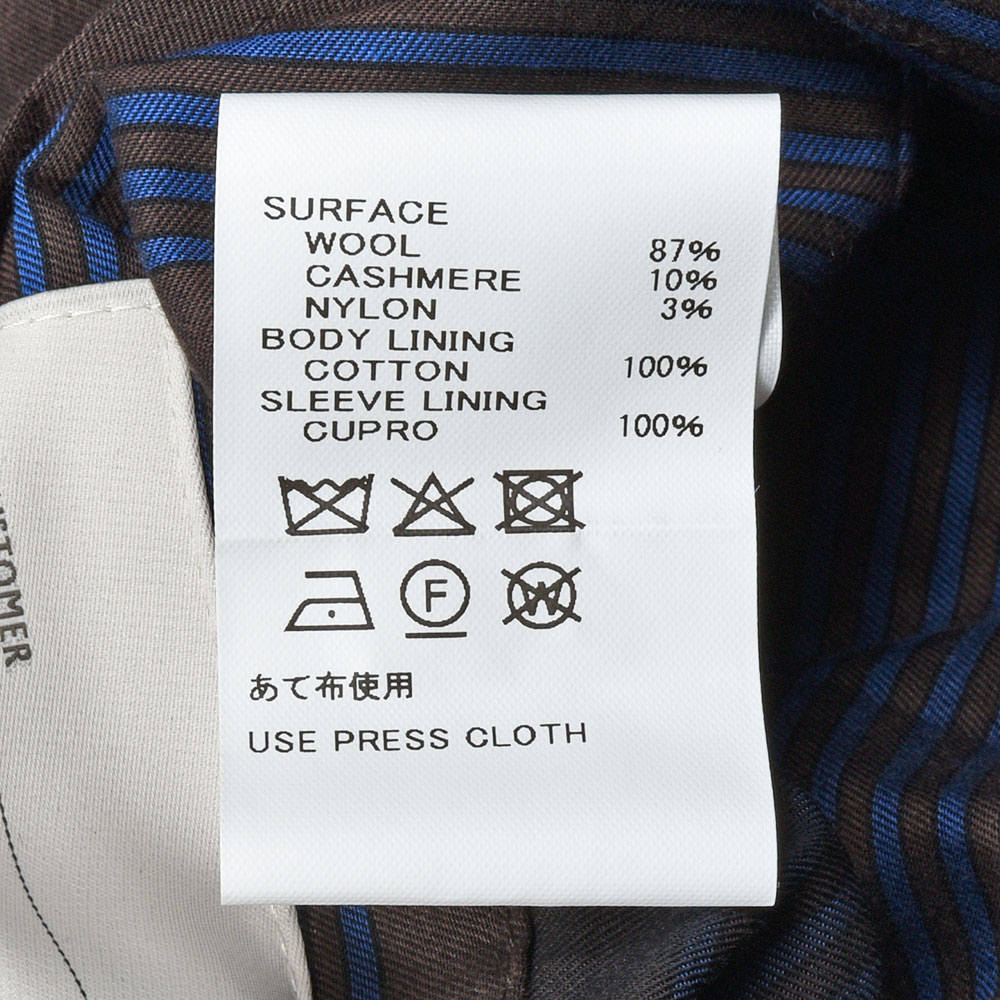 SURFACE
WOOL 87%
CASHMERE 10%
NYLON 3%
BODY LINING
COTTON 100%
SLEEVE LINING
CUPRO 100%
F
W
あて布使用
USE PRESS CLOTH